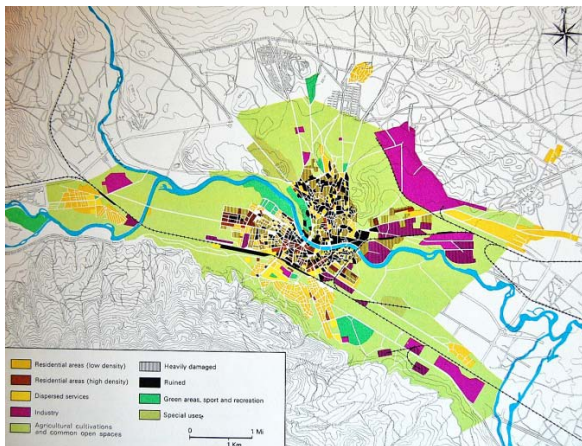 Residential areas (low density)
Residential areas (high density)
Dispersed services
Industry
Agricultural cultivations
and common open spaces
Heavily damaged
Ruined
Green areas, sport and recreation
Special uses
0 1 Mi
1 Km